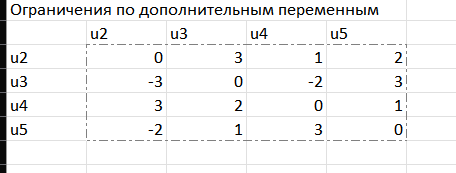 Ограничения по дополнительным переменным
u2 u3 u4 u5
u2 0 3 1 2
u3 -3 0 -2 3
u4 3 2 0 1
u5 -2 1 3 0